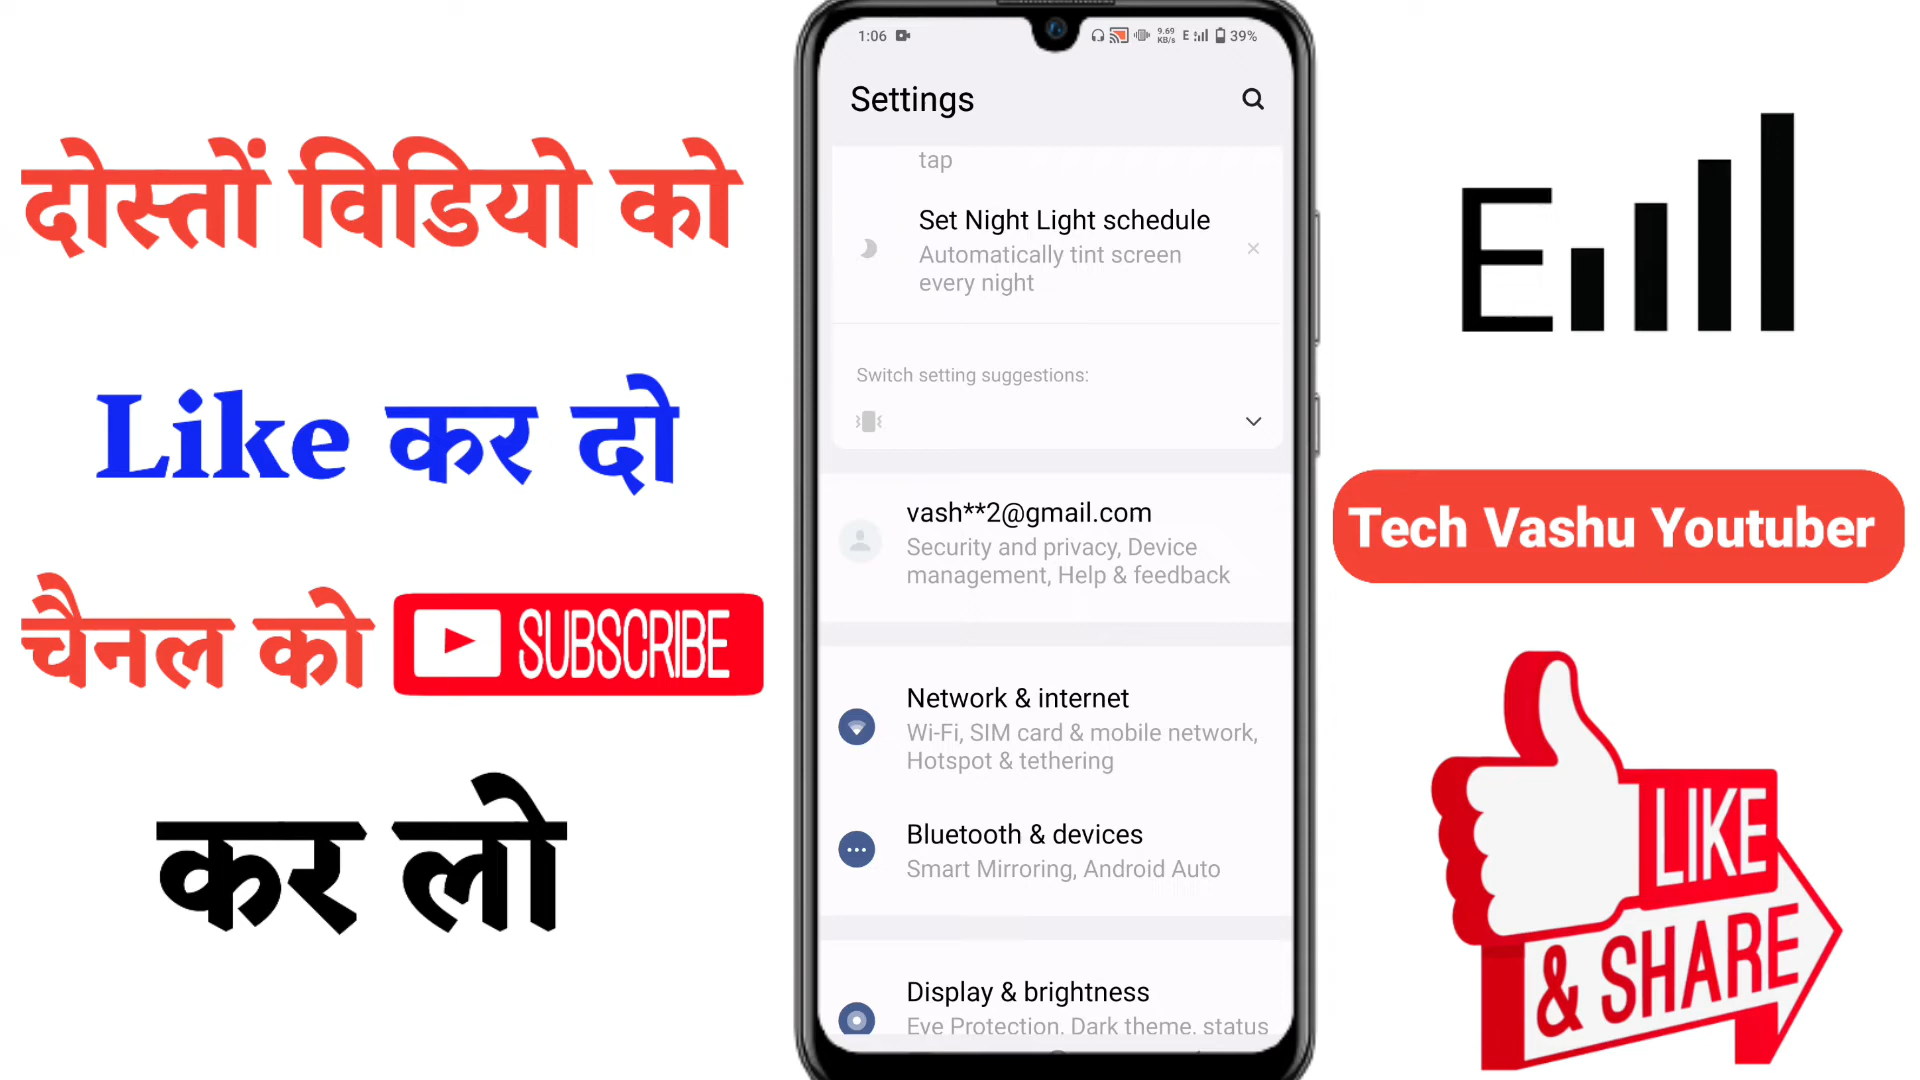 दोस्तों विडियो को
Like कर दो
चैनल को SUBSCRIBE
कर लो
1:06 9.69 KB/s E 39%
Settings
tap
Set Night Light schedule
Automatically tint screen
every night
Switch setting suggestions:
vash**2@gmail.com
Security and privacy, Device
management, Help & feedback
Network & internet
Wi-Fi, SIM card & mobile network,
Hotspot & tethering
Bluetooth & devices
Smart Mirroring, Android Auto
Display & brightness
Eye Protection, Dark theme, status
E
Tech Vashu Youtuber
LIKE
& SHARE